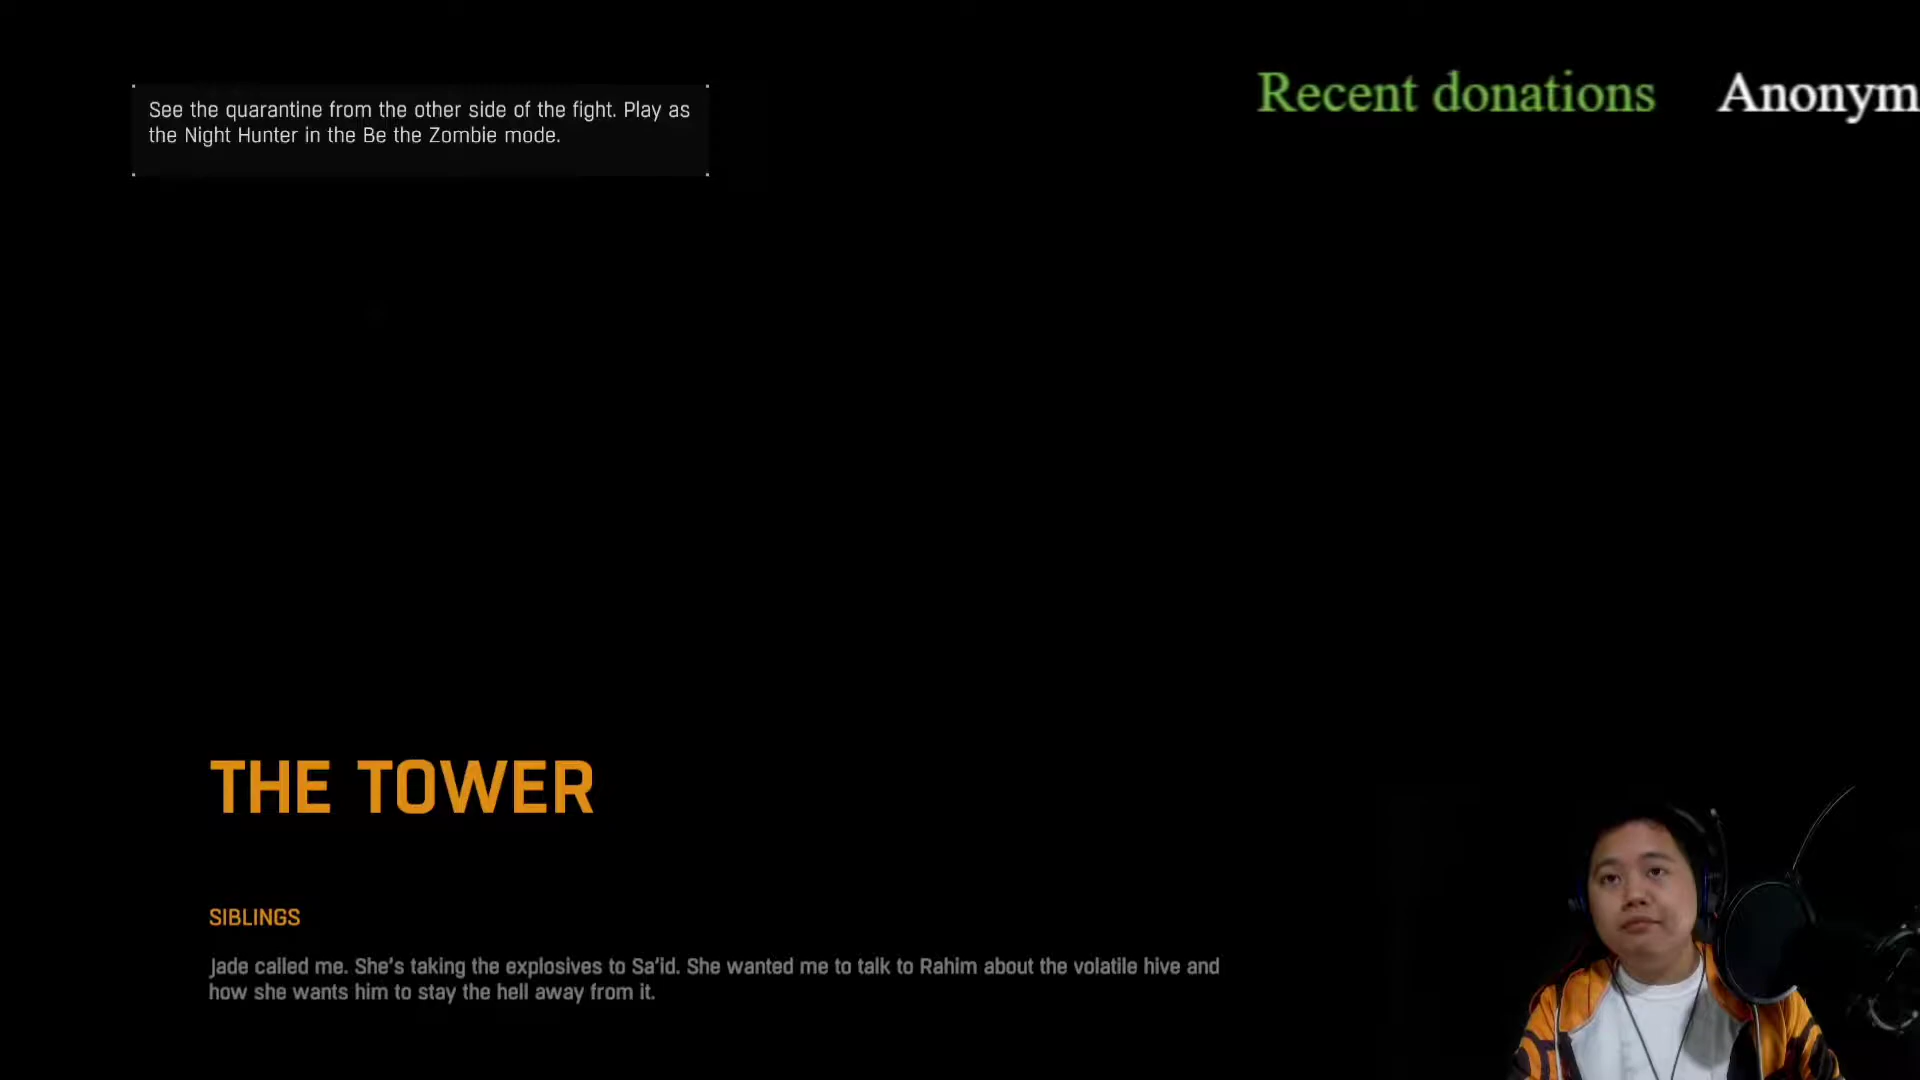 See the quarantine from the other side of the fight. Play as
the Night Hunter in the Be the Zombie mode.
Recent donations Anonym
THE TOWER
SIBLINGS
Jade called me. She's taking the explosives to Sa'id. She wanted me to talk to Rahim about the volatile hive and
how she wants him to stay the hell away from it.